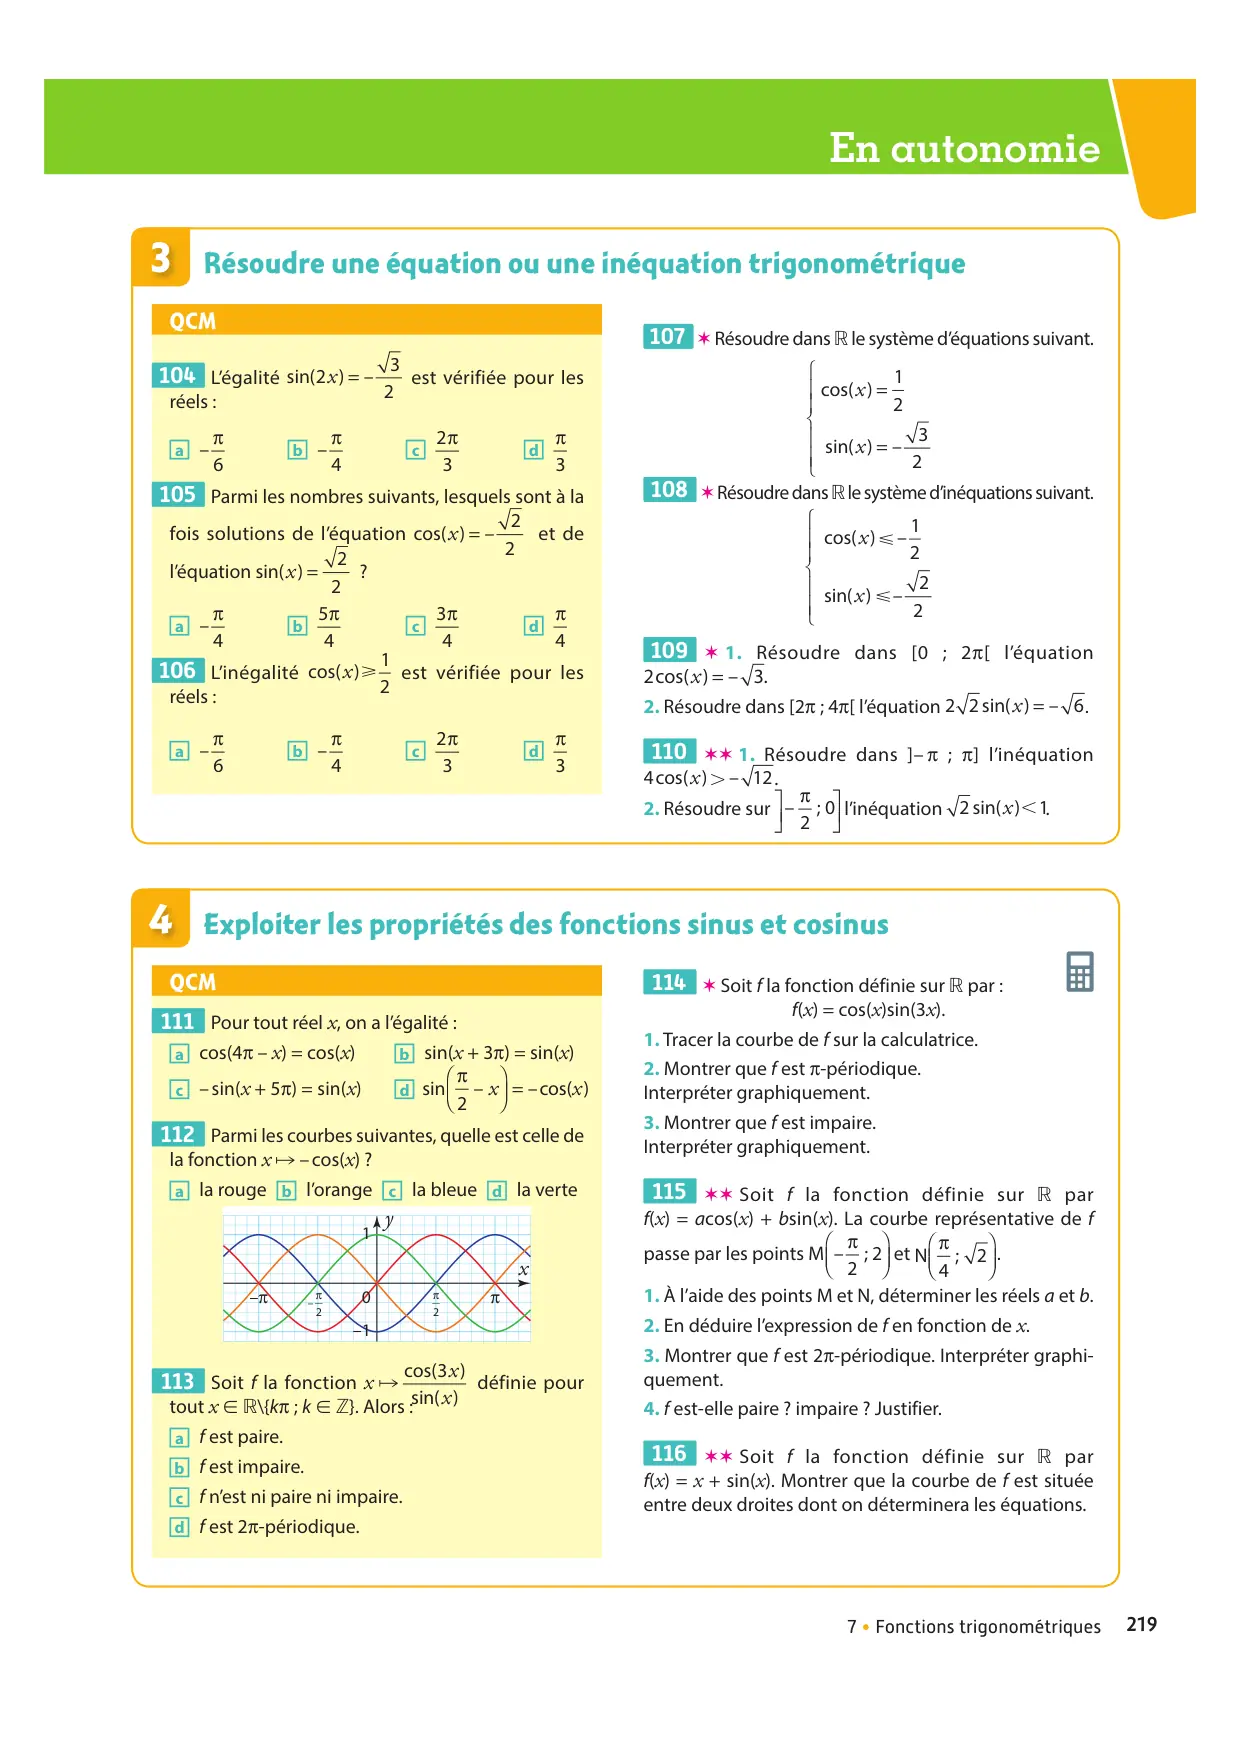 En autonomie
3 Résoudre une équation ou une inéquation trigonométrique
QCM
104 L’égalité sin(2x) = –√3/2 est vérifiée pour les
réels :
a –π/6 b –π/4 c 2π/3 d π/3
105 Parmi les nombres suivants, lesquels sont à la
fois solutions de l’équation cos(x) = –√2/2 et de
l’équation sin(x) = √2/2 ?
a –π/4 b 5π/4 c 3π/4 d π/4
106 L’inégalité cos(x) ⩾ 1/2 est vérifiée pour les
réels :
a –π/6 b –π/4 c 2π/3 d π/3
107 ✶ Résoudre dans ℝ le système d’équations suivant.
cos(x) = 1/2
sin(x) = –√3/2
108 ✶ Résoudre dans ℝ le système d’inéquations suivant.
cos(x) ⩽ –1/2
sin(x) ⩽ –√2/2
109 ✶ 1. Résoudre dans [0 ; 2π[ l’équation
2cos(x) = –√3.
2. Résoudre dans [2π ; 4π[ l’équation 2√2 sin(x) = –√6.
110 ✶✶ 1. Résoudre dans ]– π ; π] l’inéquation
4cos(x) > –√12.
2. Résoudre sur ]–π/2 ; 0] l’inéquation √2 sin(x) < 1.
4 Exploiter les propriétés des fonctions sinus et cosinus
QCM
111 Pour tout réel x, on a l’égalité :
a cos(4π – x) = cos(x) b sin(x + 3π) = sin(x)
c – sin(x + 5π) = sin(x) d sin(π/2 – x) = – cos(x)
112 Parmi les courbes suivantes, quelle est celle de
la fonction x ↦ – cos(x) ?
a la rouge b l’orange c la bleue d la verte
1 y
x
–π –π/2 0 π/2 π
–1
113 Soit f la fonction x ↦ cos(3x)/sin(x) définie pour
tout x ∈ ℝ\{kπ ; k ∈ ℤ}. Alors :
a f est paire.
b f est impaire.
c f n’est ni paire ni impaire.
d f est 2π-périodique.
114 ✶ Soit f la fonction définie sur ℝ par :
f(x) = cos(x)sin(3x).
1. Tracer la courbe de f sur la calculatrice.
2. Montrer que f est π-périodique.
Interpréter graphiquement.
3. Montrer que f est impaire.
Interpréter graphiquement.
115 ✶✶ Soit f la fonction définie sur ℝ par
f(x) = acos(x) + bsin(x). La courbe représentative de f
passe par les points M(–π/2 ; 2) et N(π/4 ; √2).
1. À l’aide des points M et N, déterminer les réels a et b.
2. En déduire l’expression de f en fonction de x.
3. Montrer que f est 2π-périodique. Interpréter graphi-
quement.
4. f est-elle paire ? impaire ? Justifier.
116 ✶✶ Soit f la fonction définie sur ℝ par
f(x) = x + sin(x). Montrer que la courbe de f est située
entre deux droites dont on déterminera les équations.
7 • Fonctions trigonométriques 219